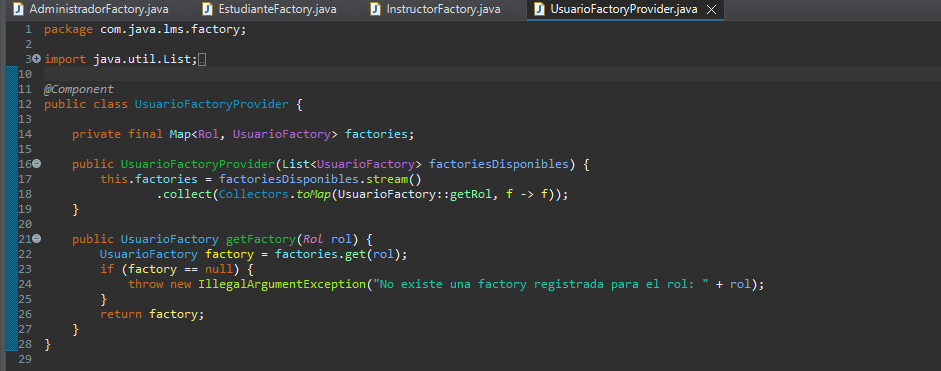 AdministradorFactory.java EstudianteFactory.java InstructorFactory.java UsuarioFactoryProvider.java
1 package com.java.lms.factory;
2
3 import java.util.List;
10
11 @Component
12 public class UsuarioFactoryProvider {
13
14     private final Map<Rol, UsuarioFactory> factories;
15
16     public UsuarioFactoryProvider(List<UsuarioFactory> factoriesDisponibles) {
17         this.factories = factoriesDisponibles.stream()
18                 .collect(Collectors.toMap(UsuarioFactory::getRol, f -> f));
19     }
20
21     public UsuarioFactory getFactory(Rol rol) {
22         UsuarioFactory factory = factories.get(rol);
23         if (factory == null) {
24             throw new IllegalArgumentException("No existe una factory registrada para el rol: " + rol);
25         }
26         return factory;
27     }
28 }
29